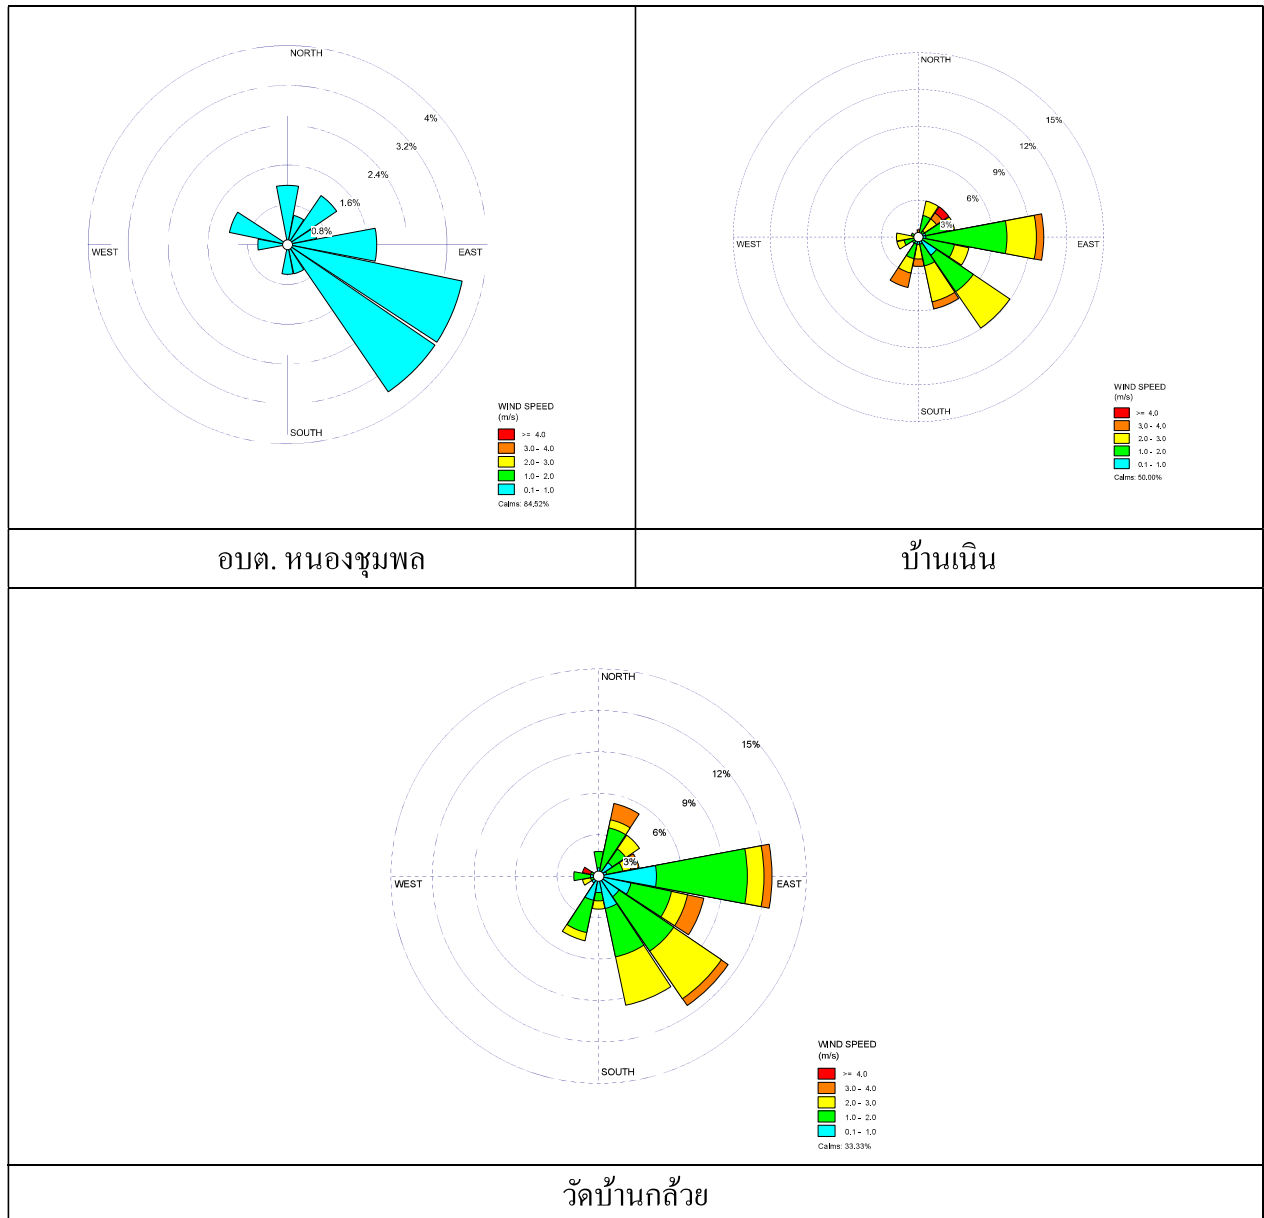 NORTH
4%
3.2%
2.4%
1.6%
0.8%
WEST
EAST
SOUTH
WIND SPEED
(m/s)
>= 4.0
3.0 - 4.0
2.0 - 3.0
1.0 - 2.0
0.1 - 1.0
Calms: 84.52%
NORTH
15%
12%
9%
6%
3%
WEST
EAST
SOUTH
WIND SPEED
(m/s)
>= 4.0
3.0 - 4.0
2.0 - 3.0
1.0 - 2.0
0.1 - 1.0
Calms: 50.00%
อบต. หนองชุมพล
บ้านเนิน
NORTH
15%
12%
9%
6%
3%
WEST
EAST
SOUTH
WIND SPEED
(m/s)
>= 4.0
3.0 - 4.0
2.0 - 3.0
1.0 - 2.0
0.1 - 1.0
Calms: 33.33%
วัดบ้านกล้วย